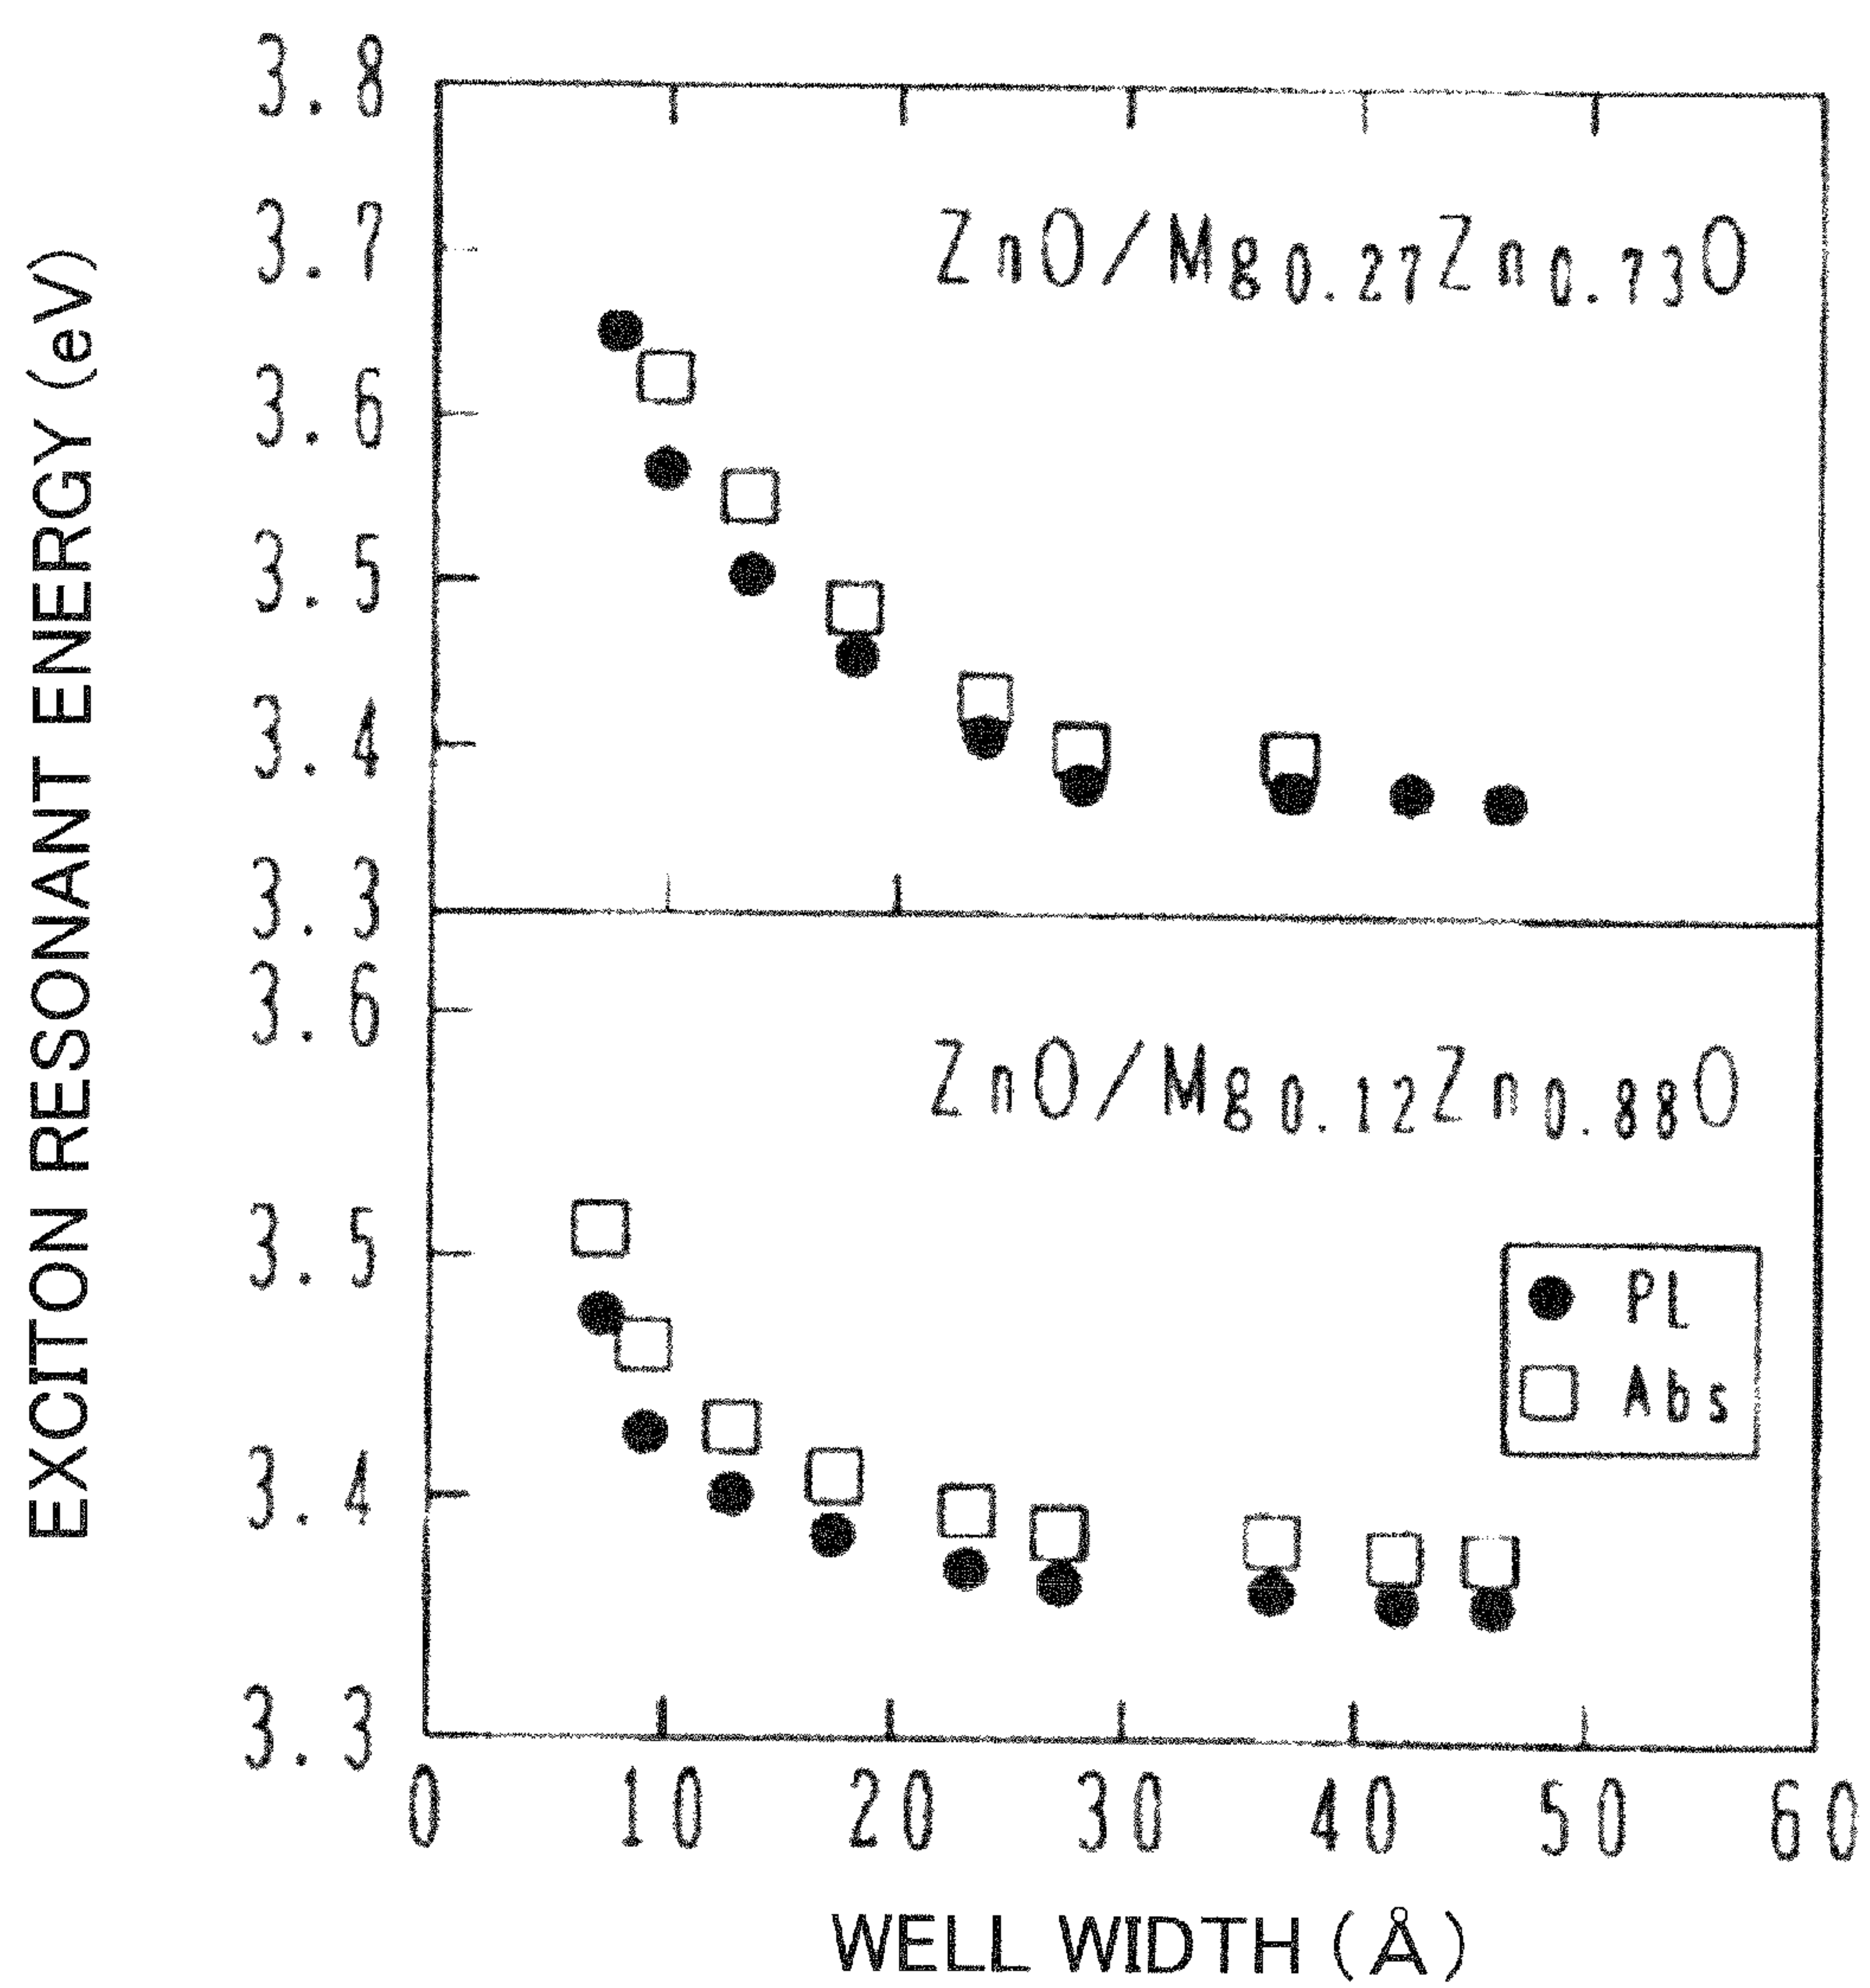 EXCITON RESONANT ENERGY (eV)
3.8
3.7
3.6
3.5
3.4
3.3
ZnO/Mg0.27Zn0.73O
3.6
3.5
3.4
3.3
ZnO/Mg0.12Zn0.88O
PL
Abs
0 10 20 30 40 50 60
WELL WIDTH (Å)